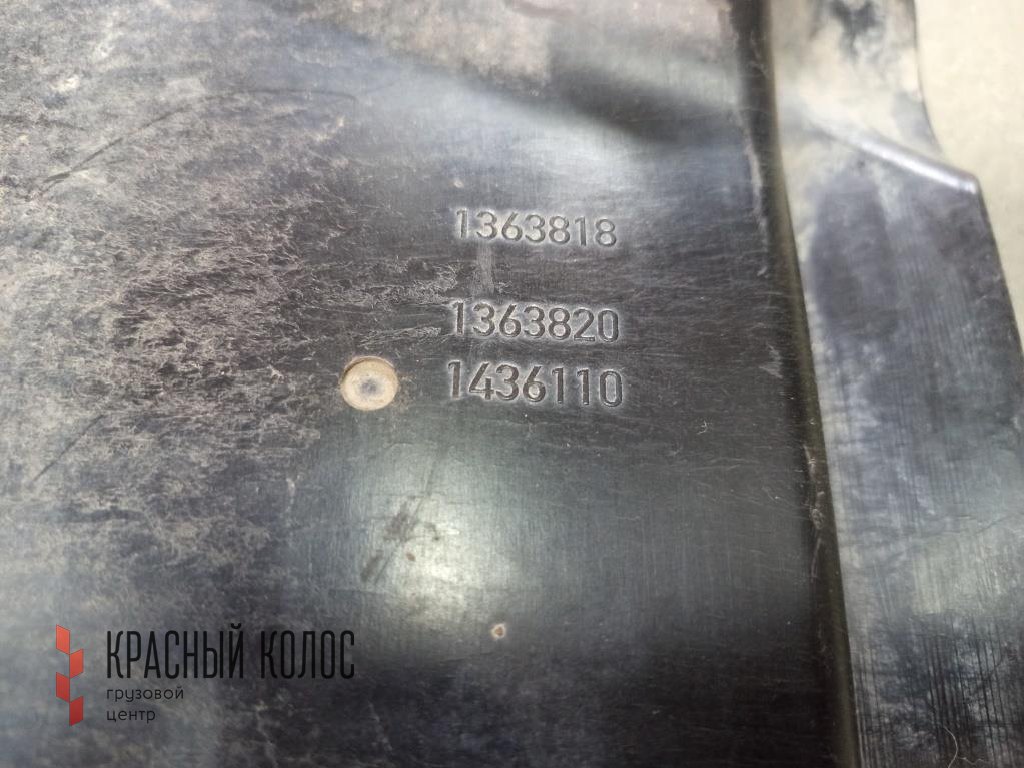 1363818
1363820
1436110
КРАСНЫЙ КОЛОС
грузовой
центр